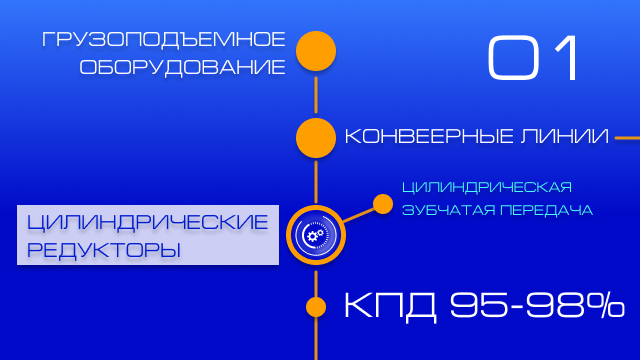 ГРУЗОПОДЪЕМНОЕ
ОБОРУДОВАНИЕ
01
КОНВЕЕРНЫЕ ЛИНИИ
ЦИЛИНДРИЧЕСКАЯ
ЗУБЧАТАЯ ПЕРЕДАЧА
ЦИЛИНДРИЧЕСКИЕ
РЕДУКТОРЫ
КПД 95-98%